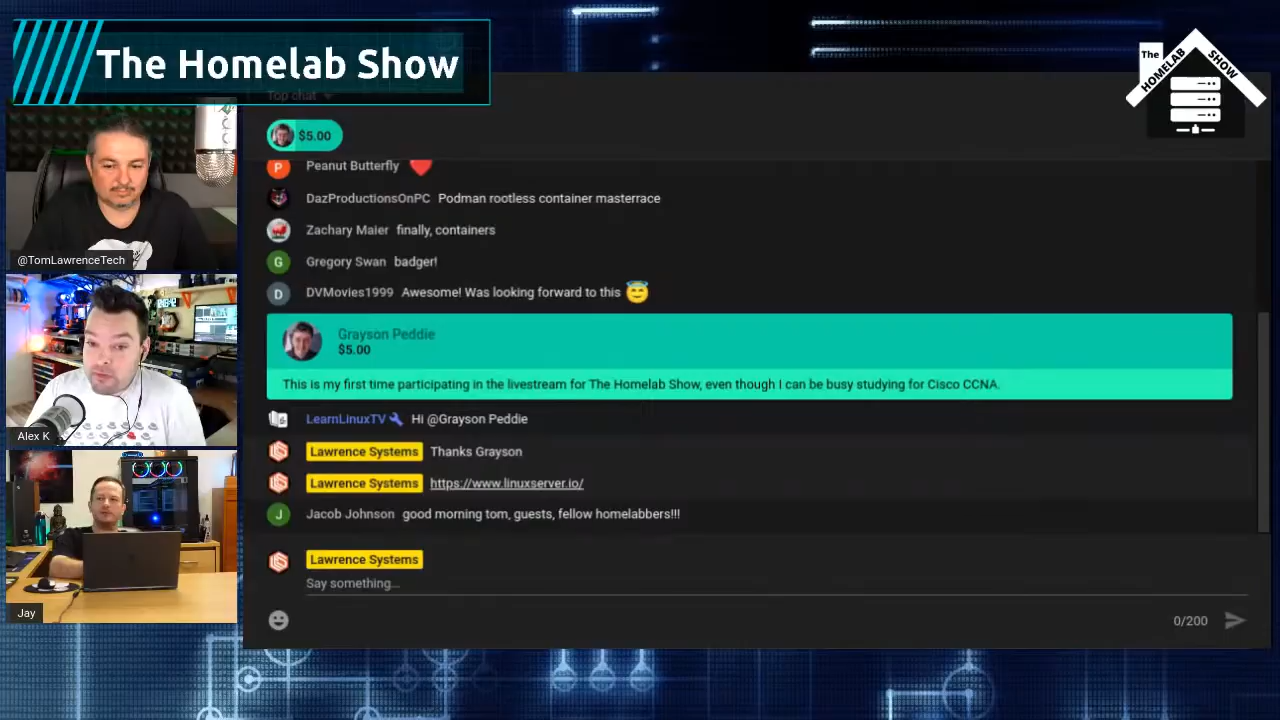 The Homelab Show
The
HOMELAB
SHOW
Top chat
$5.00
P
Peanut Butterfly
DazProductionsOnPC Podman rootless container masterrace
Zachary Maier finally, containers
G
Gregory Swan badger!
D
DVMovies1999 Awesome! Was looking forward to this
Grayson Peddie
$5.00
This is my first time participating in the livestream for The Homelab Show, even though I can be busy studying for Cisco CCNA.
LearnLinuxTV Hi @Grayson Peddie
Lawrence Systems Thanks Grayson
Lawrence Systems https://www.linuxserver.io/
J
Jacob Johnson good morning tom, guests, fellow homelabbers!!!
Lawrence Systems
Say something...
0/200
@TomLawrenceTech
Alex K
Jay